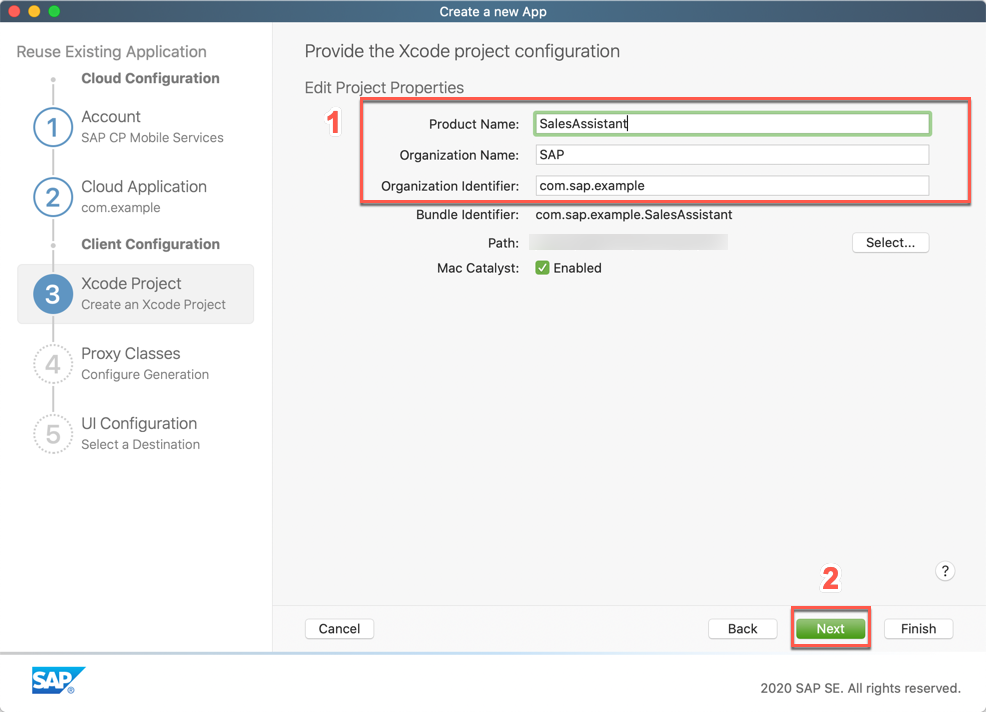 Create a new App
Reuse Existing Application
Cloud Configuration
1
Account
SAP CP Mobile Services
2
Cloud Application
com.example
Client Configuration
3
Xcode Project
Create an Xcode Project
4
Proxy Classes
Configure Generation
5
UI Configuration
Select a Destination
Provide the Xcode project configuration
Edit Project Properties
1
Product Name: SalesAssistant
Organization Name: SAP
Organization Identifier: com.sap.example
Bundle Identifier: com.sap.example.SalesAssistant
Path: Select...
Mac Catalyst: Enabled
?
2
Cancel Back Next Finish
SAP®
2020 SAP SE. All rights reserved.